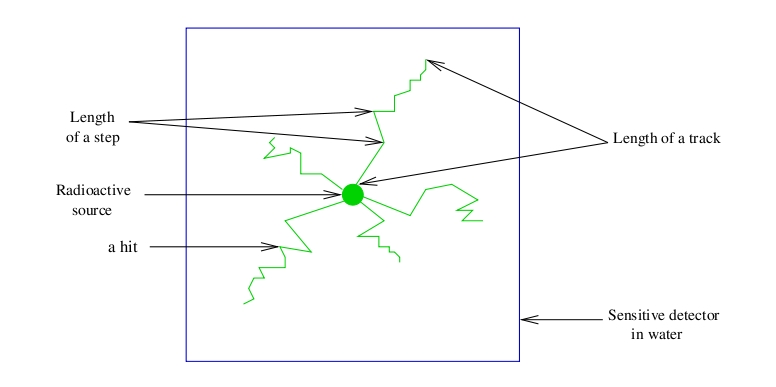 Length
of a step
Length of a track
Radioactive
source
a hit
Sensitive detector
in water